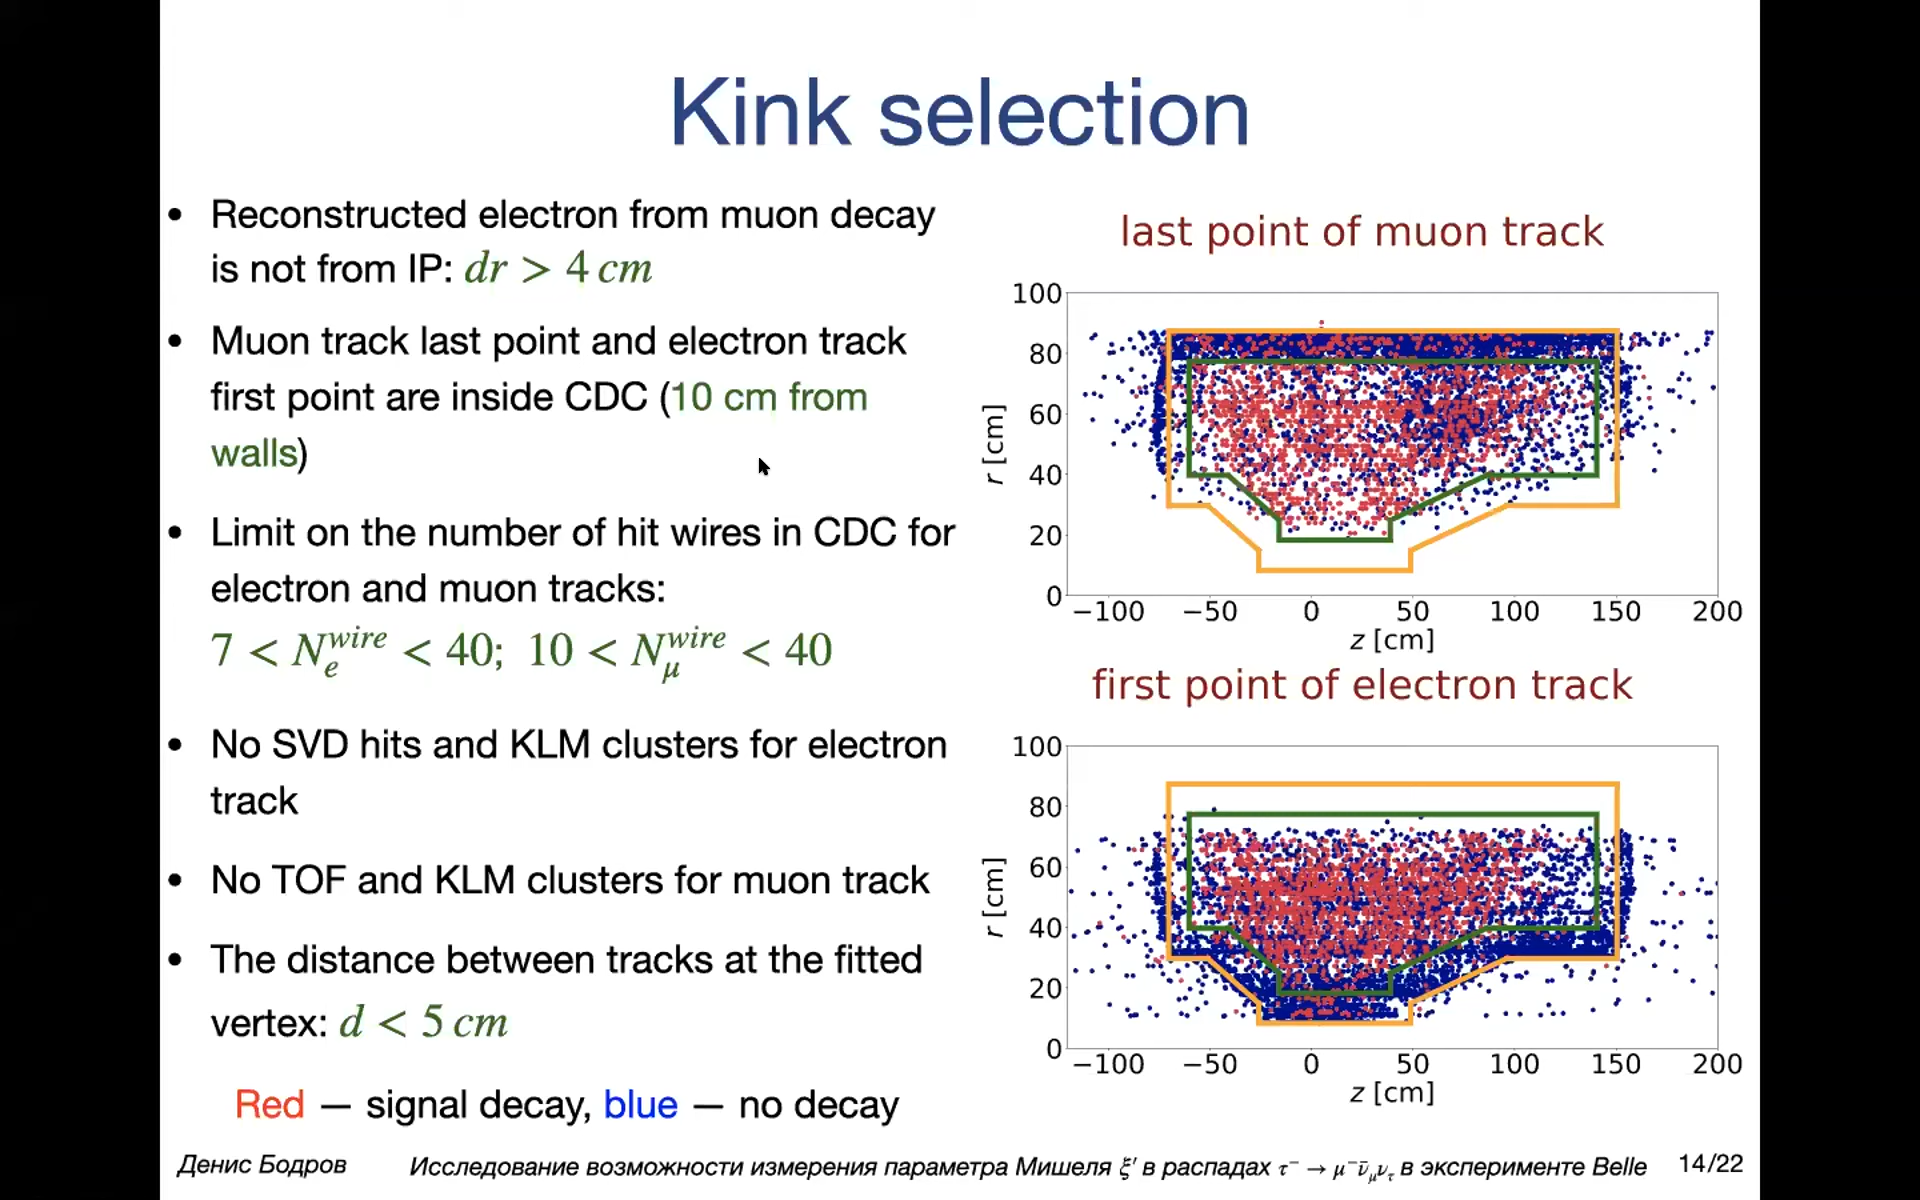 Kink selection
• Reconstructed electron from muon decay
is not from IP: dr > 4 cm
• Muon track last point and electron track
first point are inside CDC (10 cm from
walls)
• Limit on the number of hit wires in CDC for
electron and muon tracks:
7 < N_e^{wire} < 40; 10 < N_μ^{wire} < 40
• No SVD hits and KLM clusters for electron
track
• No TOF and KLM clusters for muon track
• The distance between tracks at the fitted
vertex: d < 5 cm
Red — signal decay, blue — no decay
last point of muon track
100
80
60
40
20
0
r [cm]
−100 −50 0 50 100 150 200
z [cm]
first point of electron track
100
80
60
40
20
0
r [cm]
−100 −50 0 50 100 150 200
z [cm]
Денис Бодров Исследование возможности измерения параметра Мишеля ξ′ в распадах τ⁻ → μ⁻ν̄_μν_τ в эксперименте Belle 14/22